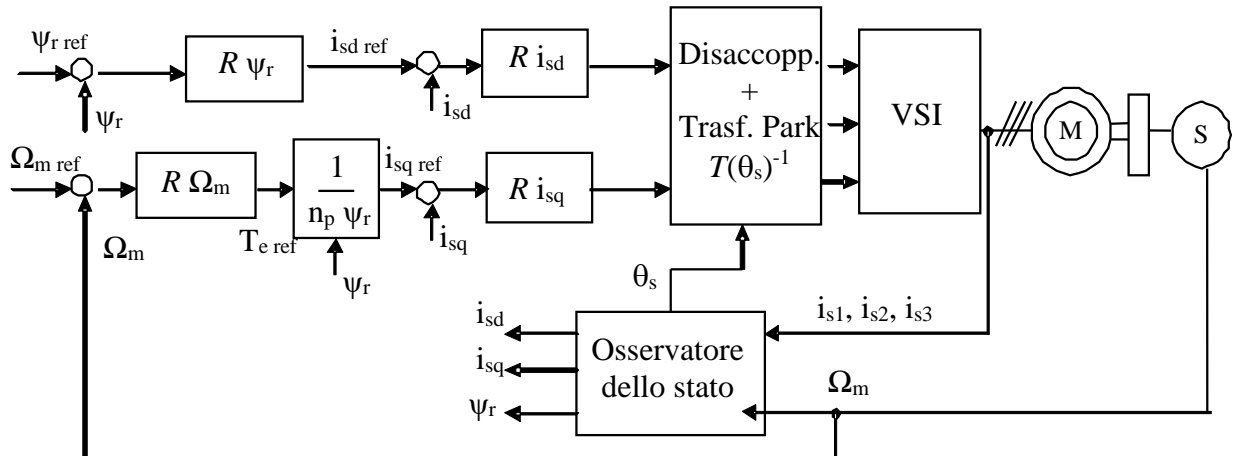 ψr ref
R ψr
isd ref
R isd
ψr
isd
Disaccopp.
+
Trasf. Park
T(θs)-1
VSI
M
S
Ωm ref
R Ωm
Te ref
1
np ψr
isq ref
R isq
Ωm
ψr
isq
θs
isd
isq
ψr
Osservatore
dello stato
is1, is2, is3
Ωm